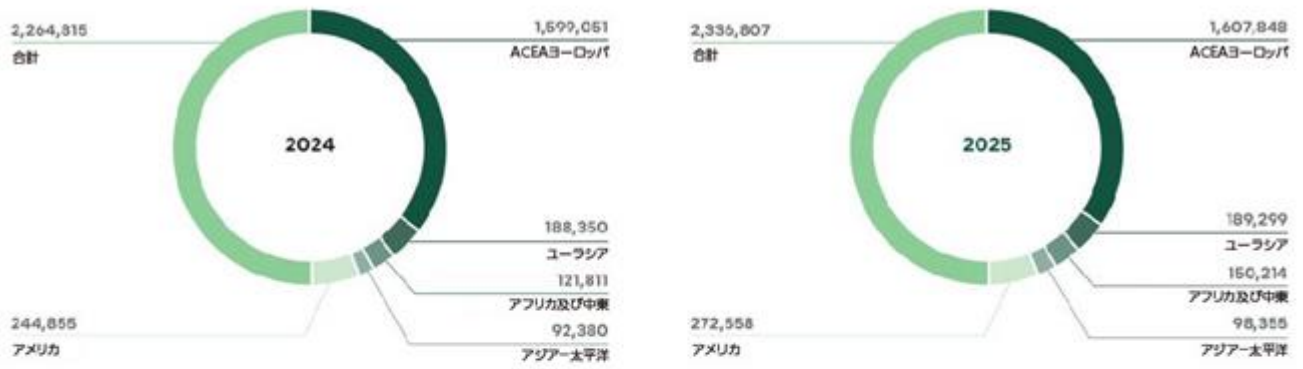 2,264,815
合計
1,599,051
ACEAヨーロッパ
2024
188,350
ユーラシア
121,811
アフリカ及び中東
244,855
アメリカ
92,380
アジアー太平洋
2,336,807
合計
1,607,848
ACEAヨーロッパ
2025
189,299
ユーラシア
150,214
アフリカ及び中東
272,558
アメリカ
98,355
アジアー太平洋